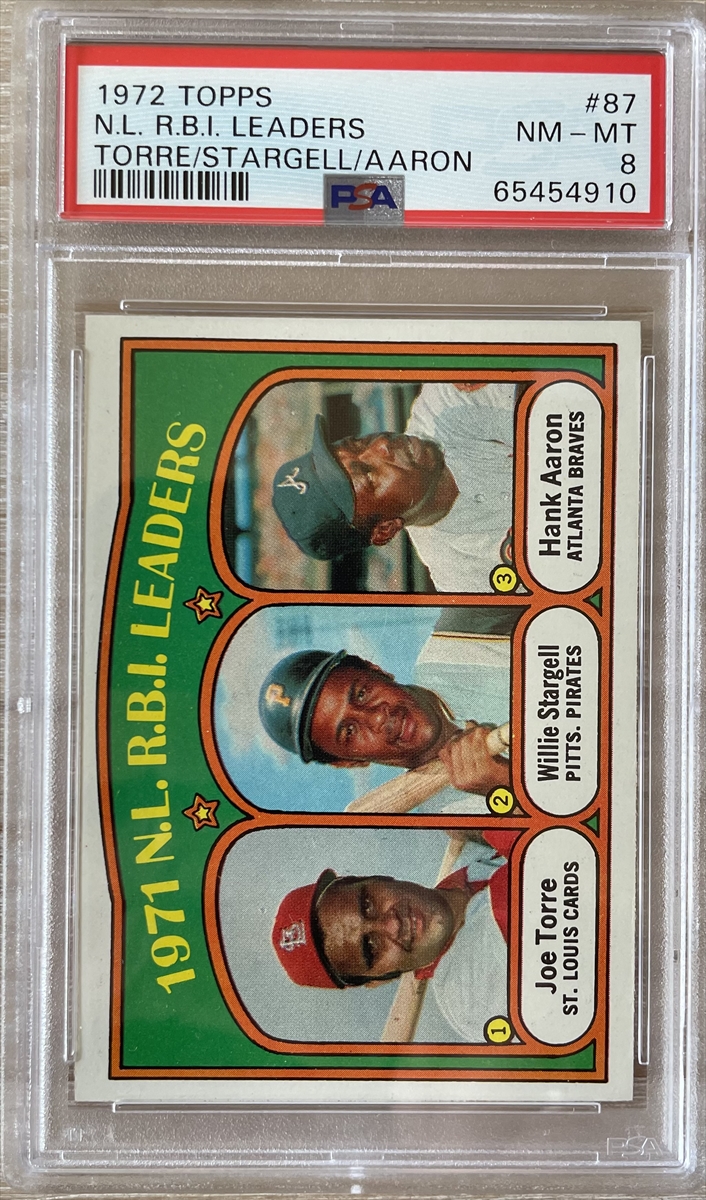 1972 TOPPS #87
N.L. R.B.I. LEADERS NM – MT
TORRE/STARGELL/AARON 8
PSA 65454910
1971 N.L. R.B.I. LEADERS
P
1
2
3
Joe Torre
ST. LOUIS CARDS
Willie Stargell
PITTS. PIRATES
Hank Aaron
ATLANTA BRAVES
PSA